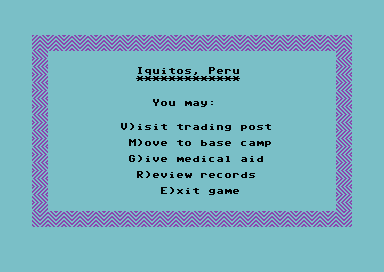 Iquitos, Peru
*************
You may:
V)isit trading post
M)ove to base camp
G)ive medical aid
R)eview records
E)xit game